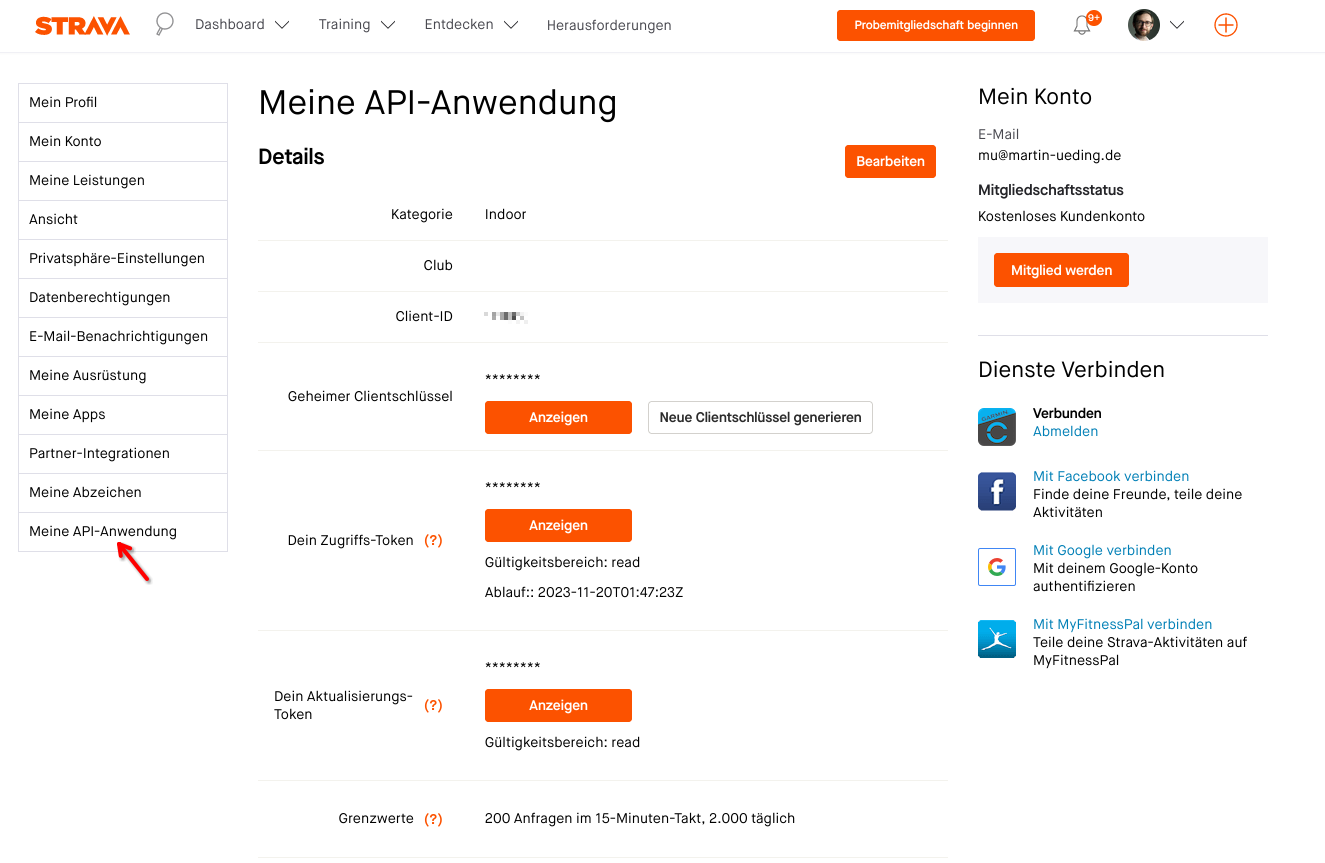 STRAVA
Dashboard
Training
Entdecken
Herausforderungen
Probemitgliedschaft beginnen
9+
Mein Profil
Mein Konto
Meine Leistungen
Ansicht
Privatsphäre-Einstellungen
Datenberechtigungen
E-Mail-Benachrichtigungen
Meine Ausrüstung
Meine Apps
Partner-Integrationen
Meine Abzeichen
Meine API-Anwendung
Meine API-Anwendung
Details
Bearbeiten
Kategorie Indoor
Club
Client-ID
Geheimer Clientschlüssel
********
Anzeigen
Neue Clientschlüssel generieren
Dein Zugriffs-Token (?)
********
Anzeigen
Gültigkeitsbereich: read
Ablauf:: 2023-11-20T01:47:23Z
Dein Aktualisierungs-
Token (?)
********
Anzeigen
Gültigkeitsbereich: read
Grenzwerte (?) 200 Anfragen im 15-Minuten-Takt, 2.000 täglich
Mein Konto
E-Mail
mu@martin-ueding.de
Mitgliedschaftsstatus
Kostenloses Kundenkonto
Mitglied werden
Dienste Verbinden
GARMIN
Verbunden
Abmelden
Mit Facebook verbinden
Finde deine Freunde, teile deine
Aktivitäten
Mit Google verbinden
Mit deinem Google-Konto
authentifizieren
Mit MyFitnessPal verbinden
Teile deine Strava-Aktivitäten auf
MyFitnessPal